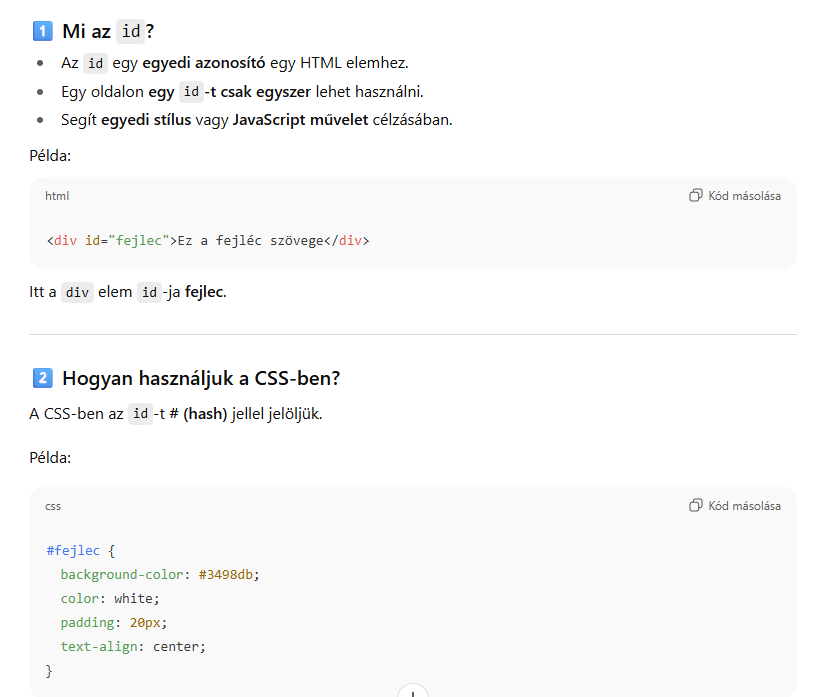 1 Mi az id?
Az id egy egyedi azonosító egy HTML elemhez.
Egy oldalon egy id-t csak egyszer lehet használni.
Segít egyedi stílus vagy JavaScript művelet célzásában.
Példa:
html
Kód másolása
<div id="fejlec">Ez a fejléc szövege</div>
Itt a div elem id-ja fejlec.
2 Hogyan használjuk a CSS-ben?
A CSS-ben az id-t # (hash) jellel jelöljük.
Példa:
css
Kód másolása
#fejlec {
  background-color: #3498db;
  color: white;
  padding: 20px;
  text-align: center;
}